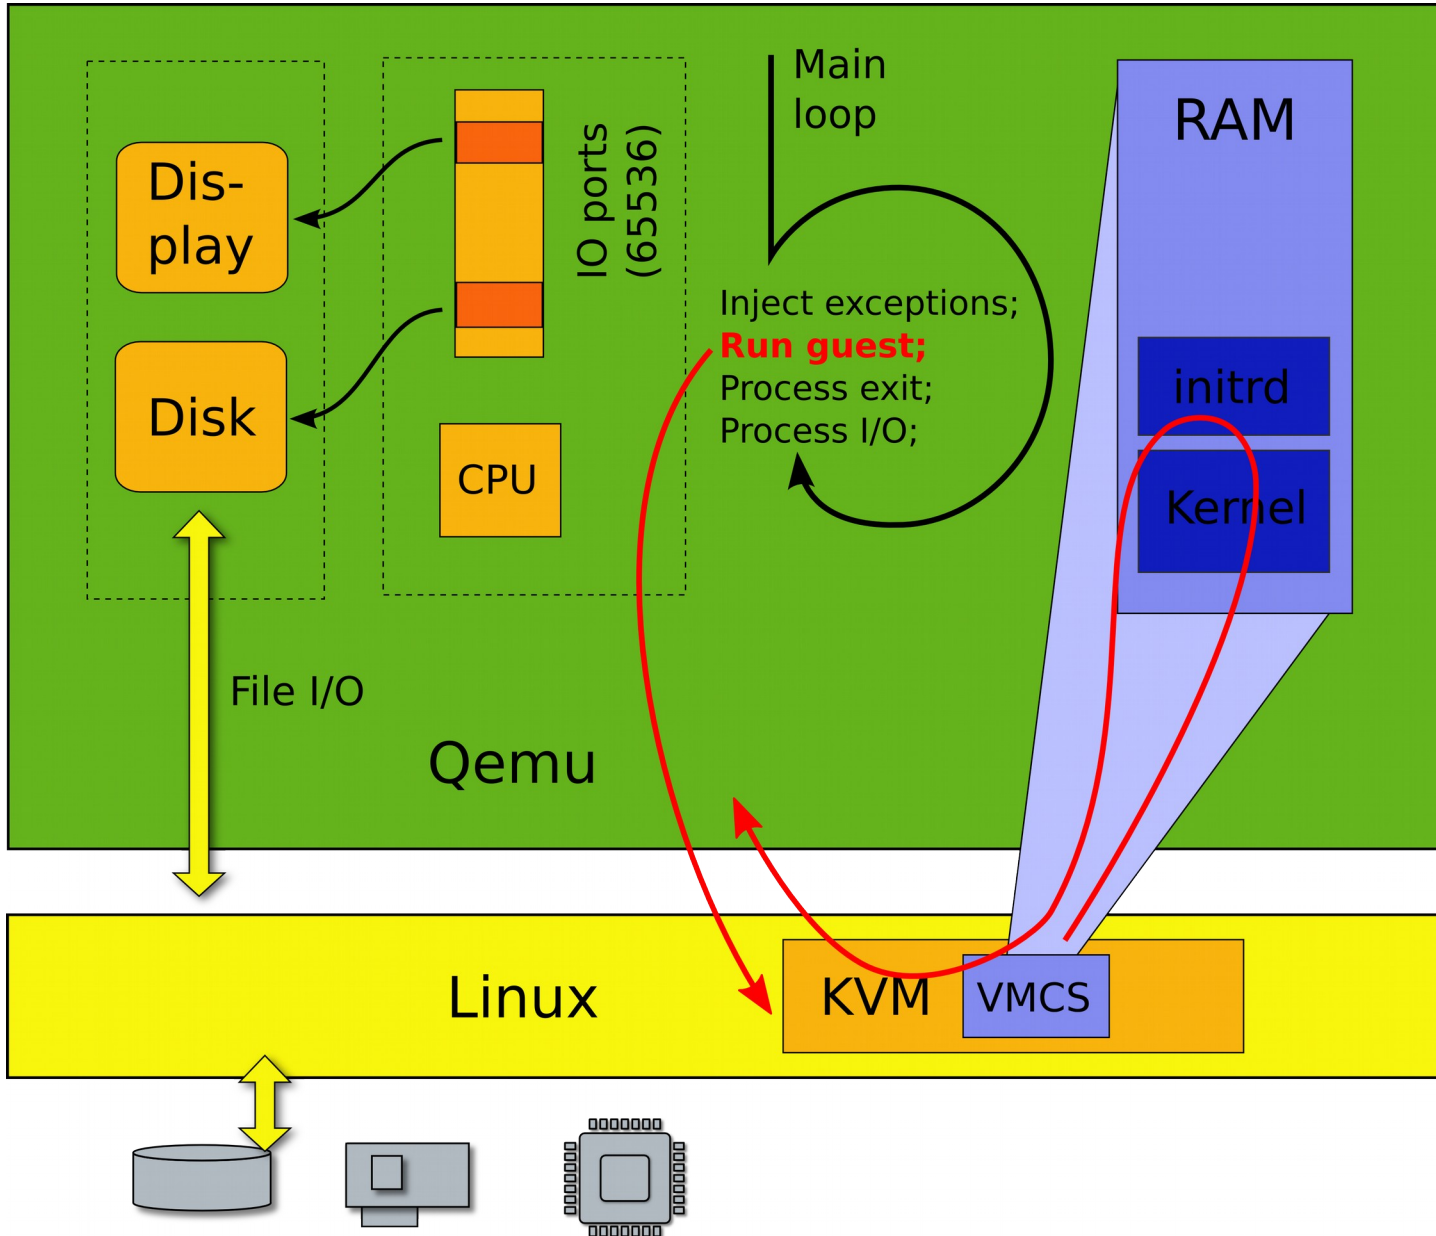 Dis-
play
Disk
IO ports
(65536)
CPU
Main
loop
Inject exceptions;
Run guest;
Process exit;
Process I/O;
RAM
initrd
Kernel
File I/O
Qemu
Linux
KVM
VMCS